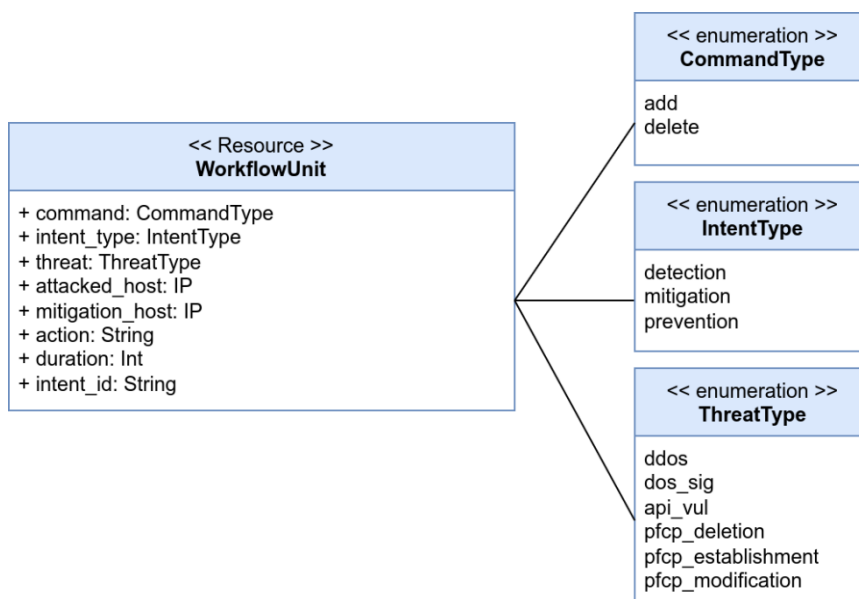 << Resource >>
WorkflowUnit
+ command: CommandType
+ intent_type: IntentType
+ threat: ThreatType
+ attacked_host: IP
+ mitigation_host: IP
+ action: String
+ duration: Int
+ intent_id: String
<< enumeration >>
CommandType
add
delete
<< enumeration >>
IntentType
detection
mitigation
prevention
<< enumeration >>
ThreatType
ddos
dos_sig
api_vul
pfcp_deletion
pfcp_establishment
pfcp_modification